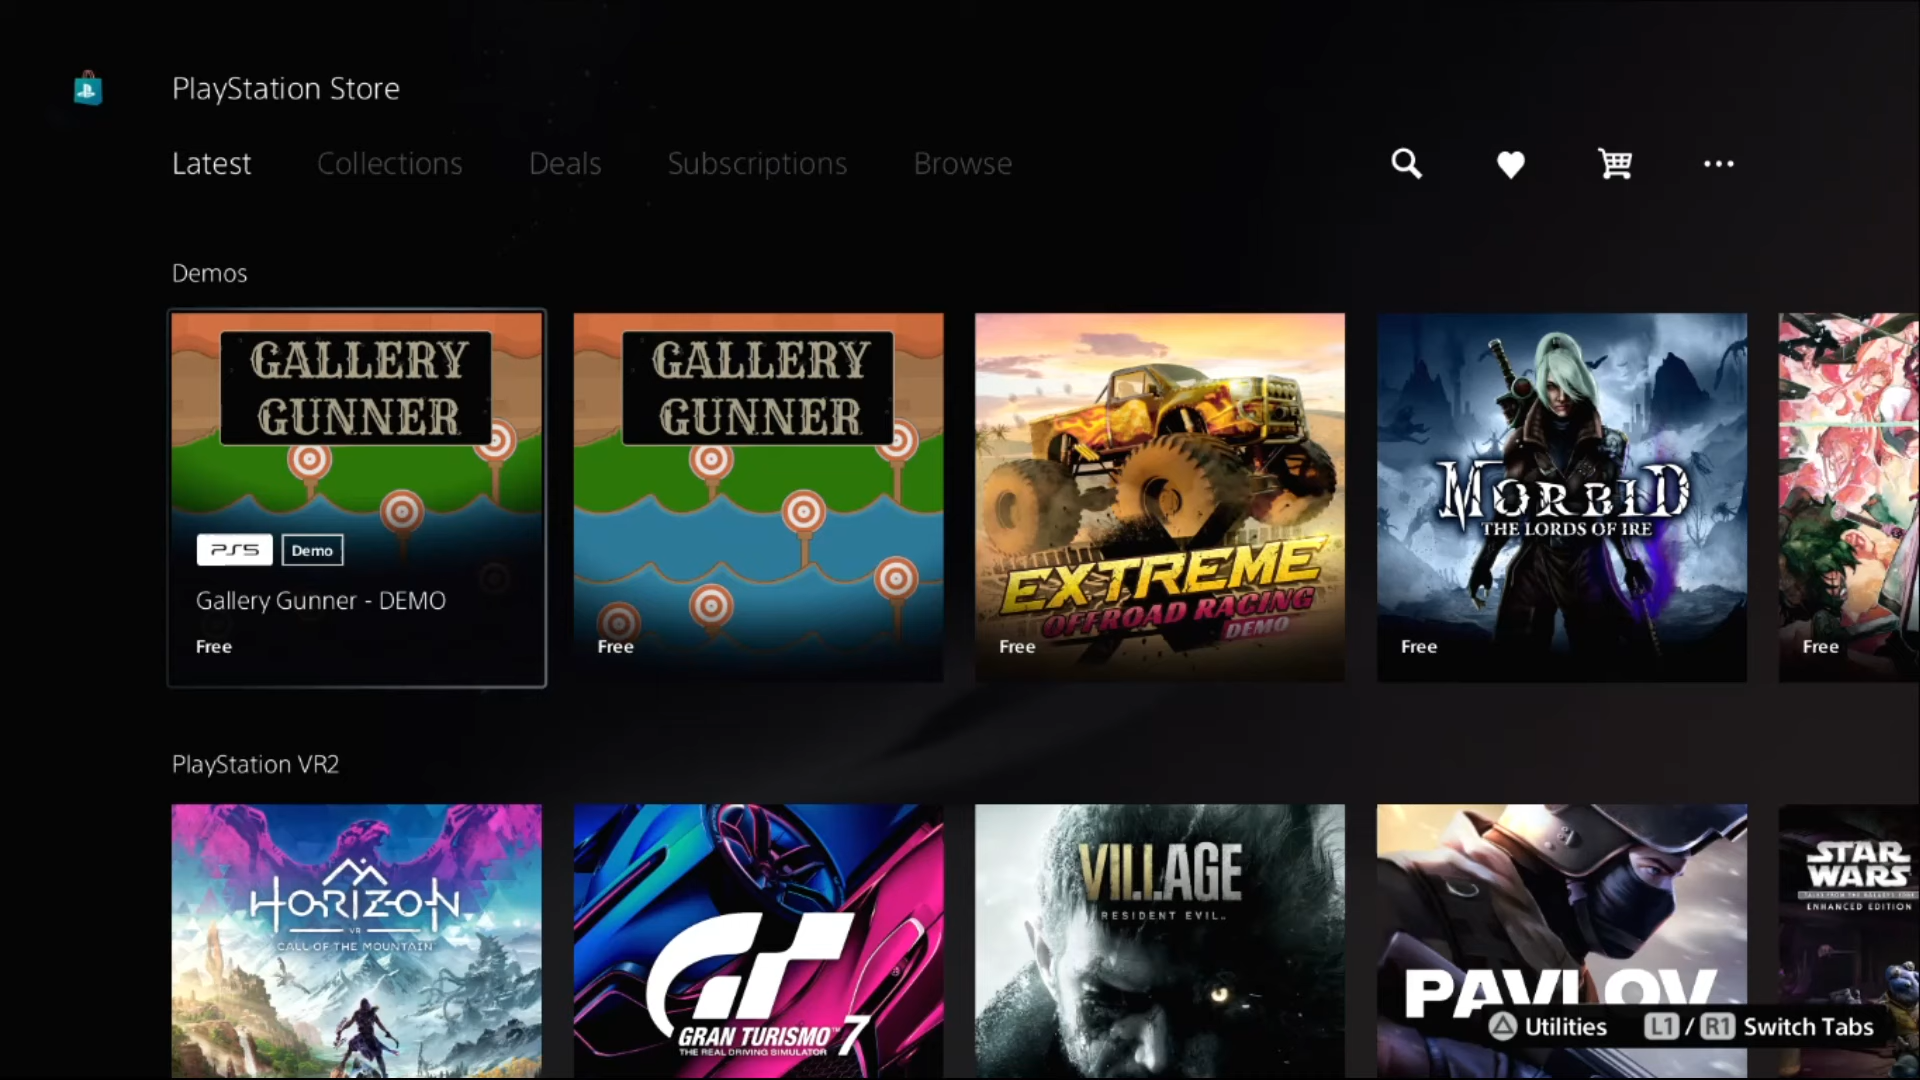 PlayStation Store
Latest
Collections
Deals
Subscriptions
Browse
Demos
GALLERY
GUNNER
PS5
Demo
Gallery Gunner - DEMO
Free
GALLERY
GUNNER
Free
EXTREME
OFFROAD RACING
DEMO
Free
MORBID
THE LORDS OF IRE
Free
Free
PlayStation VR2
HORIZON
VR
CALL OF THE MOUNTAIN
GT
GRAN TURISMO 7
THE REAL DRIVING SIMULATOR
VILLAGE
RESIDENT EVIL
PAVLOV
STAR
WARS
ENHANCED EDITION
Utilities
L1 / R1 Switch Tabs